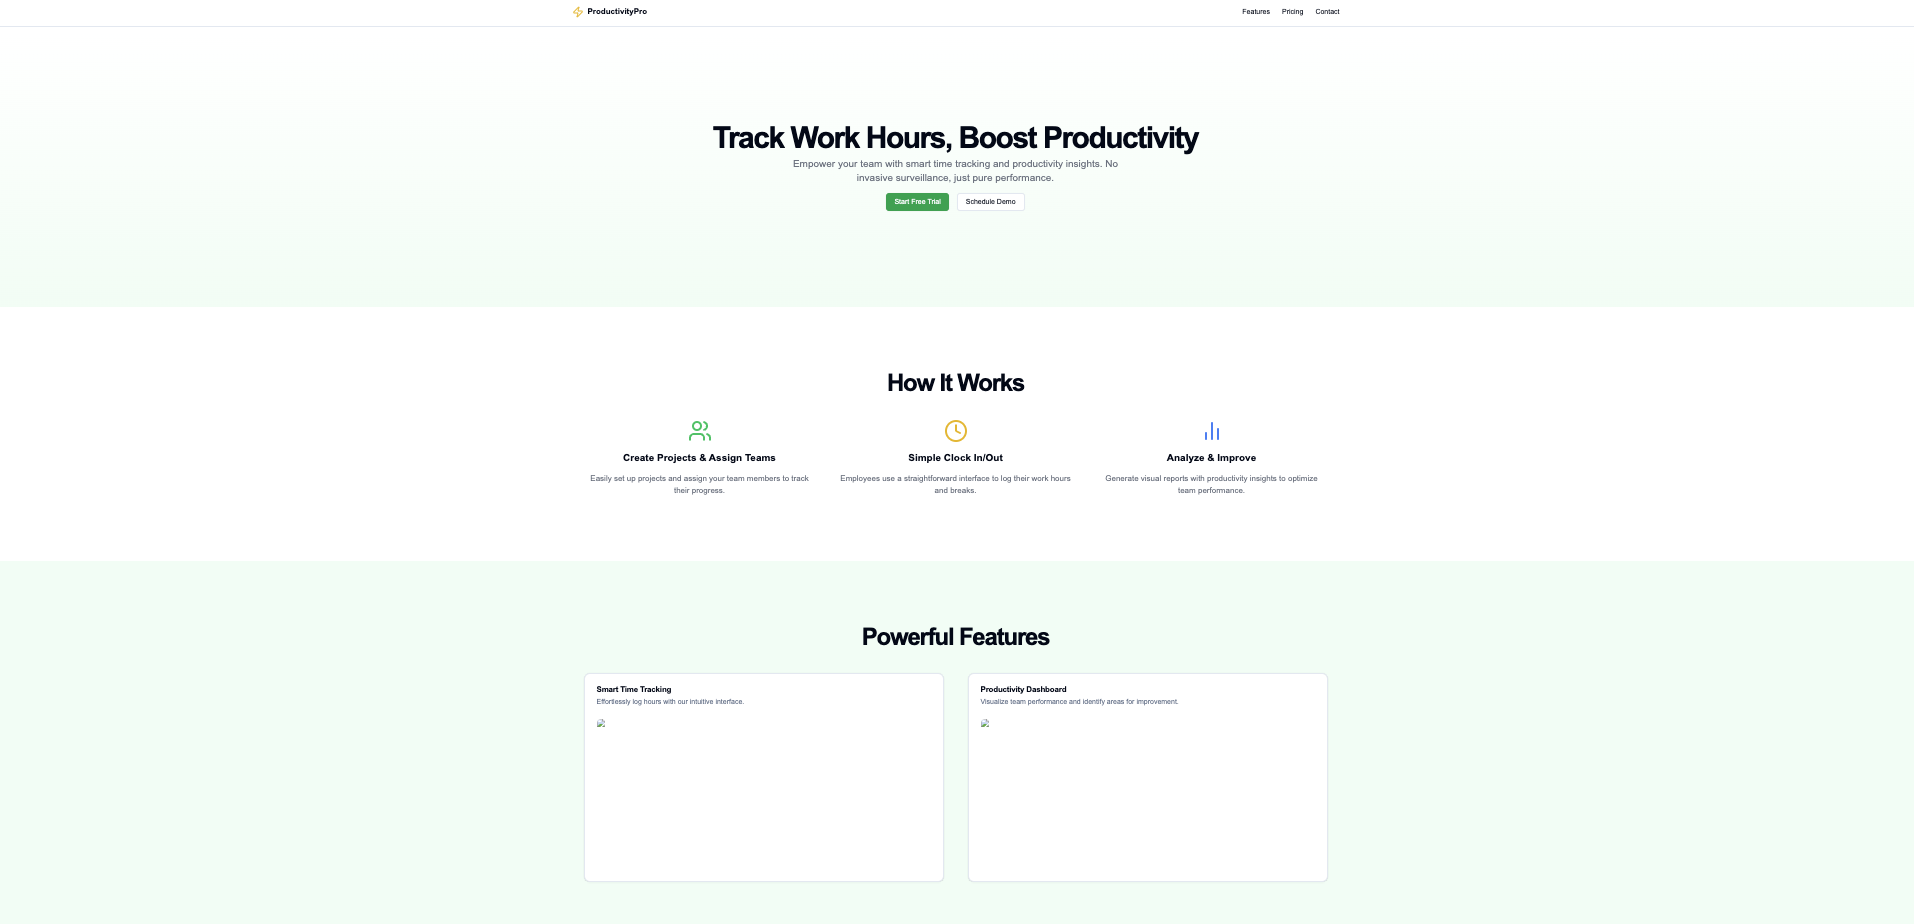 ProductivityPro
Features Pricing Contact
Track Work Hours, Boost Productivity
Empower your team with smart time tracking and productivity insights. No
invasive surveillance, just pure performance.
Start Free Trial Schedule Demo
How It Works
Create Projects & Assign Teams
Easily set up projects and assign your team members to track
their progress.
Simple Clock In/Out
Employees use a straightforward interface to log their work hours
and breaks.
Analyze & Improve
Generate visual reports with productivity insights to optimize
team performance.
Powerful Features
Smart Time Tracking
Effortlessly log hours with our intuitive interface.
Productivity Dashboard
Visualize team performance and identify areas for improvement.